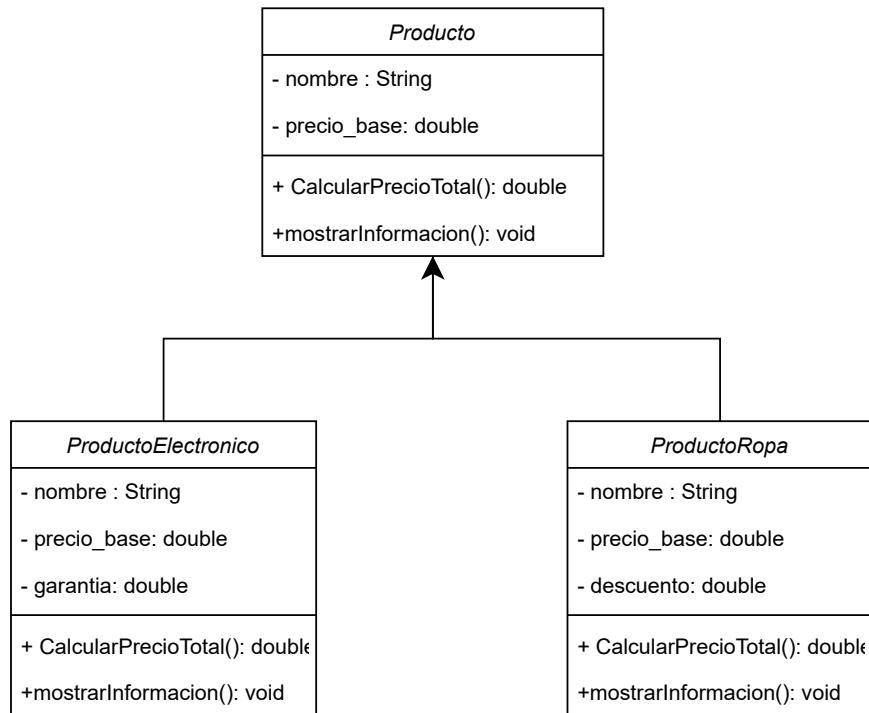 Producto
- nombre : String
- precio_base: double
+ CalcularPrecioTotal(): double
+mostrarInformacion(): void
ProductoElectronico
- nombre : String
- precio_base: double
- garantia: double
+ CalcularPrecioTotal(): double
+mostrarInformacion(): void
ProductoRopa
- nombre : String
- precio_base: double
- descuento: double
+ CalcularPrecioTotal(): double
+mostrarInformacion(): void